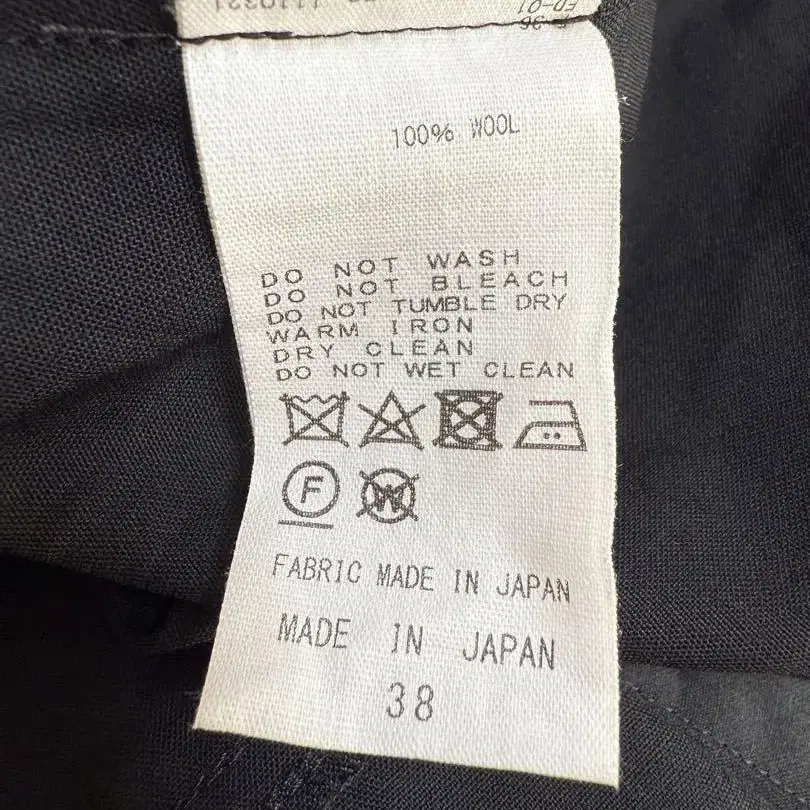 100% WOOL
DO NOT WASH
DO NOT BLEACH
DO NOT TUMBLE DRY
WARM IRON
DRY CLEAN
DO NOT WET CLEAN
F W
FABRIC MADE IN JAPAN
MADE IN JAPAN
38